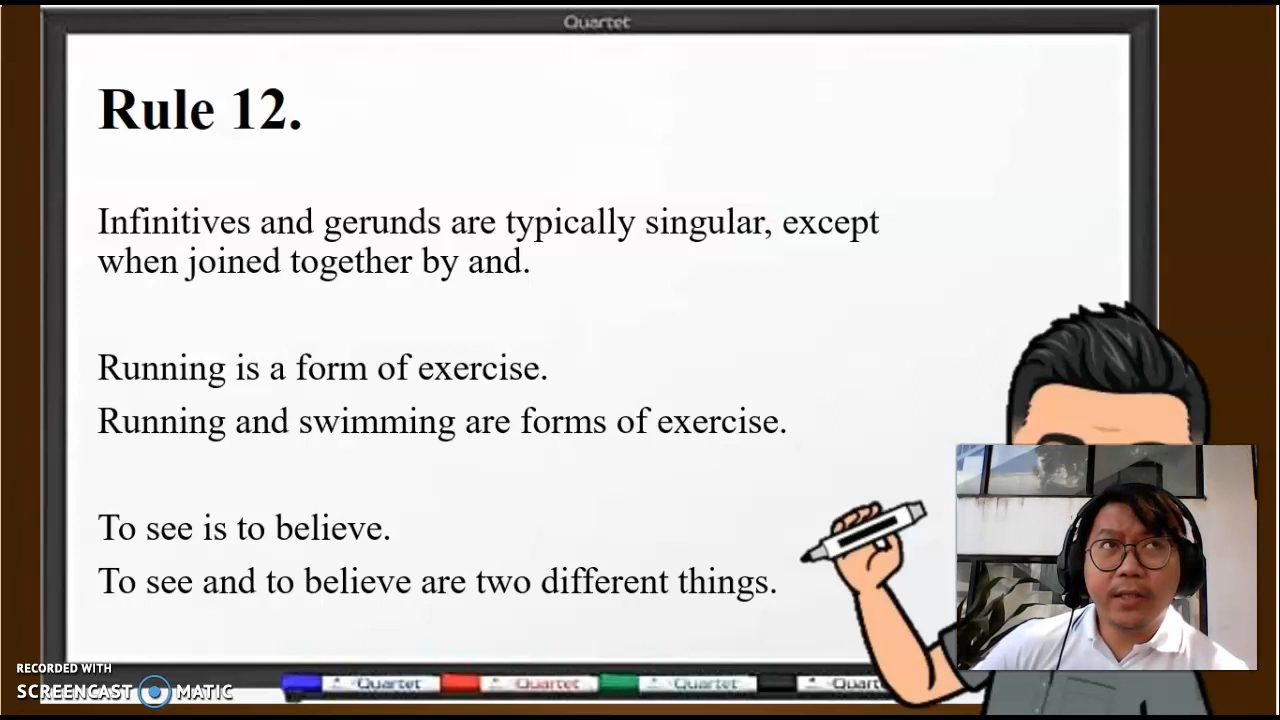 Quartet
Rule 12.
Infinitives and gerunds are typically singular, except
when joined together by and.
Running is a form of exercise.
Running and swimming are forms of exercise.
To see is to believe.
To see and to believe are two different things.
RECORDED WITH
SCREENCAST MATIC
Quartet Quartet Quartet Quart